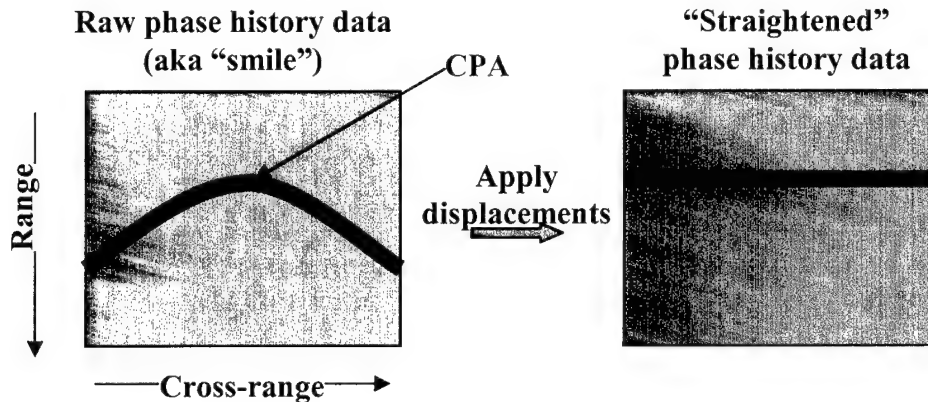 Raw phase history data
(aka “smile”)
CPA
“Straightened”
phase history data
Range
Apply
displacements
Cross-range